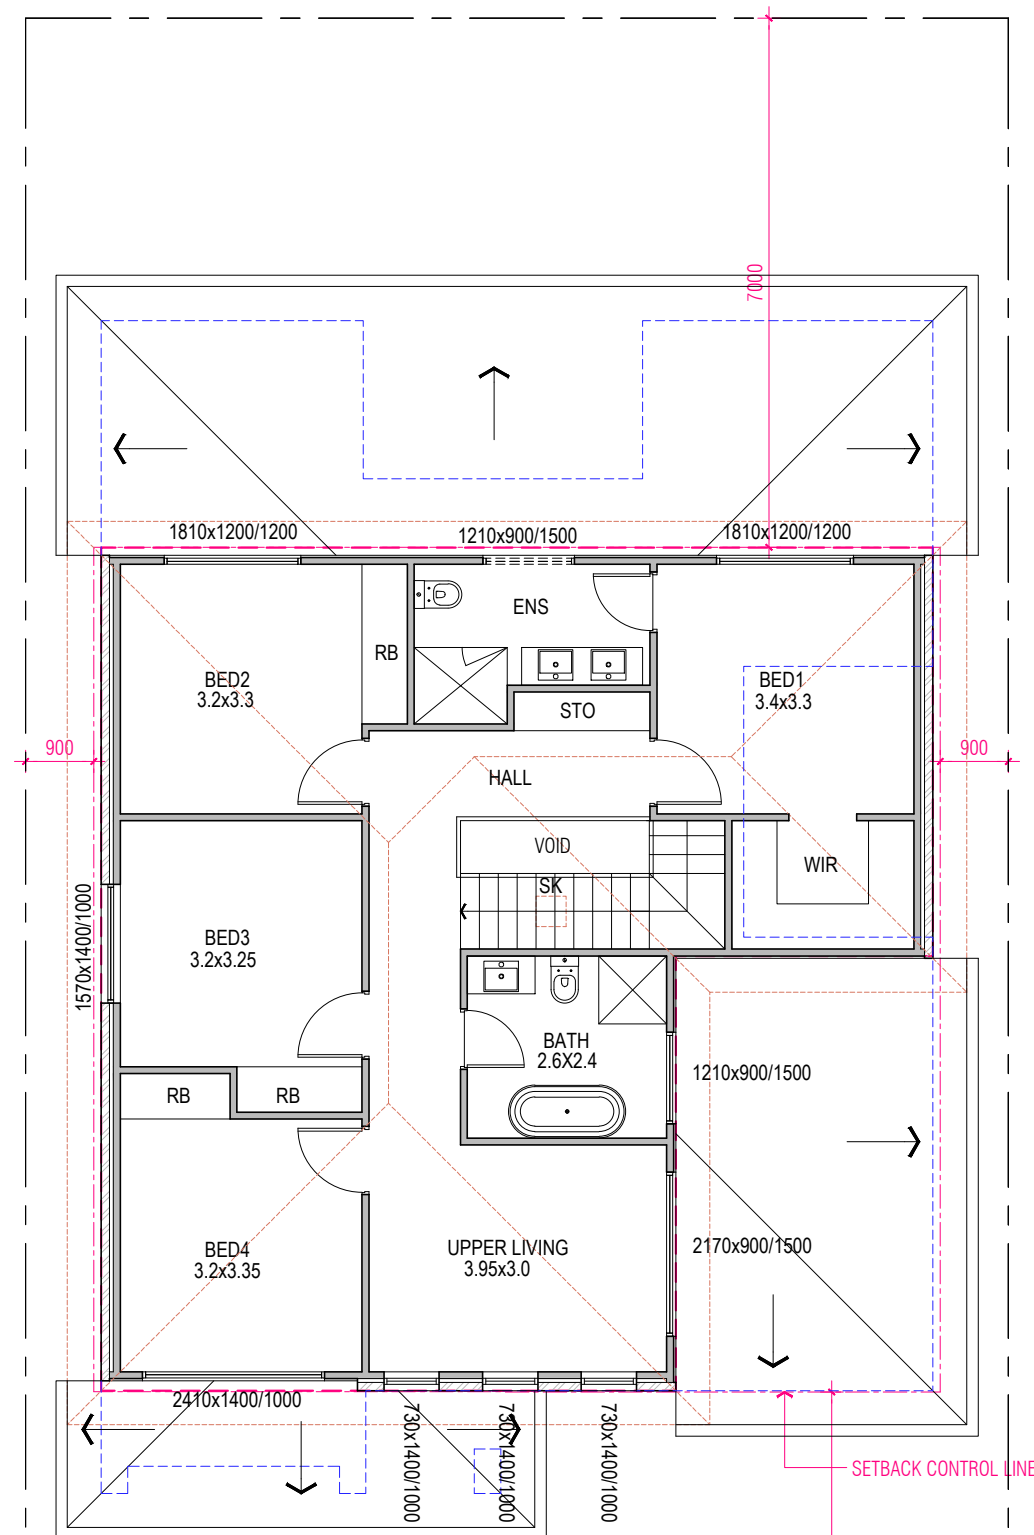 7000
1810x1200/1200
1210x900/1500
1810x1200/1200
ENS
RB
BED2
3.2x3.3
BED1
3.4x3.3
STO
900
900
HALL
VOID
SK
WIR
1570x1400/1000
BED3
3.2x3.25
BATH
2.6X2.4
1210x900/1500
RB
RB
BED4
3.2x3.35
UPPER LIVING
3.95x3.0
2170x900/1500
2410x1400/1000
730x1400/1000
730x1400/1000
730x1400/1000
SETBACK CONTROL LINE